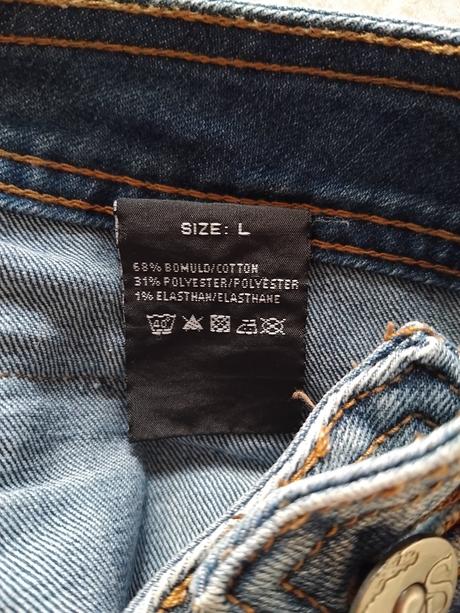 SIZE: L
68% BOMULD/COTTON
31% POLYESTER/POLYESTER
1% ELASTHAN/ELASTHANE
40